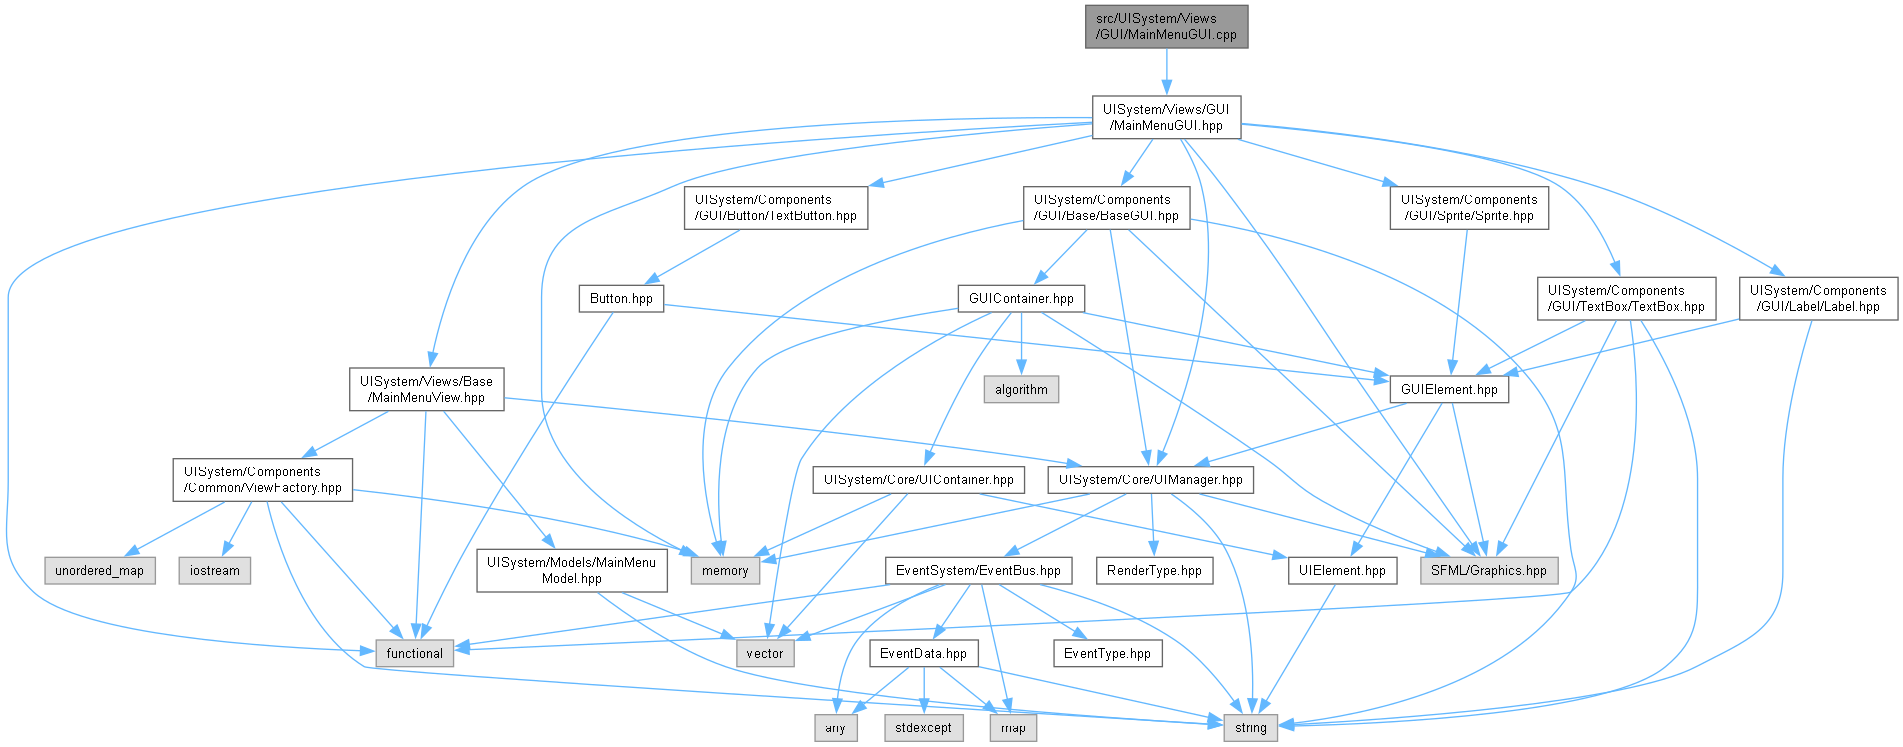 src/UISystem/Views
/GUI/MainMenuGUI.cpp
UISystem/Views/GUI
/MainMenuGUI.hpp
UISystem/Components
/GUI/Button/TextButton.hpp
UISystem/Components
/GUI/Base/BaseGUI.hpp
UISystem/Components
/GUI/Sprite/Sprite.hpp
Button.hpp
GUIContainer.hpp
UISystem/Components
/GUI/TextBox/TextBox.hpp
UISystem/Components
/GUI/Label/Label.hpp
UISystem/Views/Base
/MainMenuView.hpp
algorithm
GUIElement.hpp
UISystem/Components
/Common/ViewFactory.hpp
UISystem/Core/UIContainer.hpp
UISystem/Core/UIManager.hpp
unordered_map
iostream
UISystem/Models/MainMenu
Model.hpp
memory
EventSystem/EventBus.hpp
RenderType.hpp
UIElement.hpp
SFML/Graphics.hpp
functional
vector
EventData.hpp
EventType.hpp
any
stdexcept
map
string